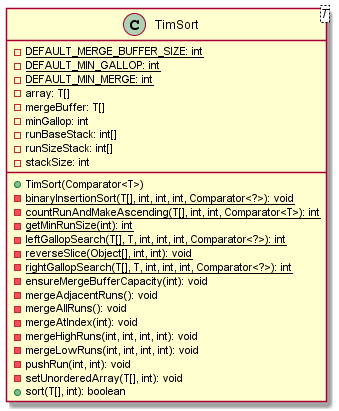 T
C TimSort
DEFAULT_MERGE_BUFFER_SIZE: int
DEFAULT_MIN_GALLOP: int
DEFAULT_MIN_MERGE: int
array: T[]
mergeBuffer: T[]
minGallop: int
runBaseStack: int[]
runSizeStack: int[]
stackSize: int
TimSort(Comparator<T>)
binaryInsertionSort(T[], int, int, int, Comparator<?>): void
countRunAndMakeAscending(T[], int, int, Comparator<T>): int
getMinRunSize(int): int
leftGallopSearch(T[], T, int, int, int, Comparator<?>): int
reverseSlice(Object[], int, int): void
rightGallopSearch(T[], T, int, int, int, Comparator<?>): int
ensureMergeBufferCapacity(int): void
mergeAdjacentRuns(): void
mergeAllRuns(): void
mergeAtIndex(int): void
mergeHighRuns(int, int, int, int): void
mergeLowRuns(int, int, int, int): void
pushRun(int, int): void
setUnorderedArray(T[], int): void
sort(T[], int): boolean